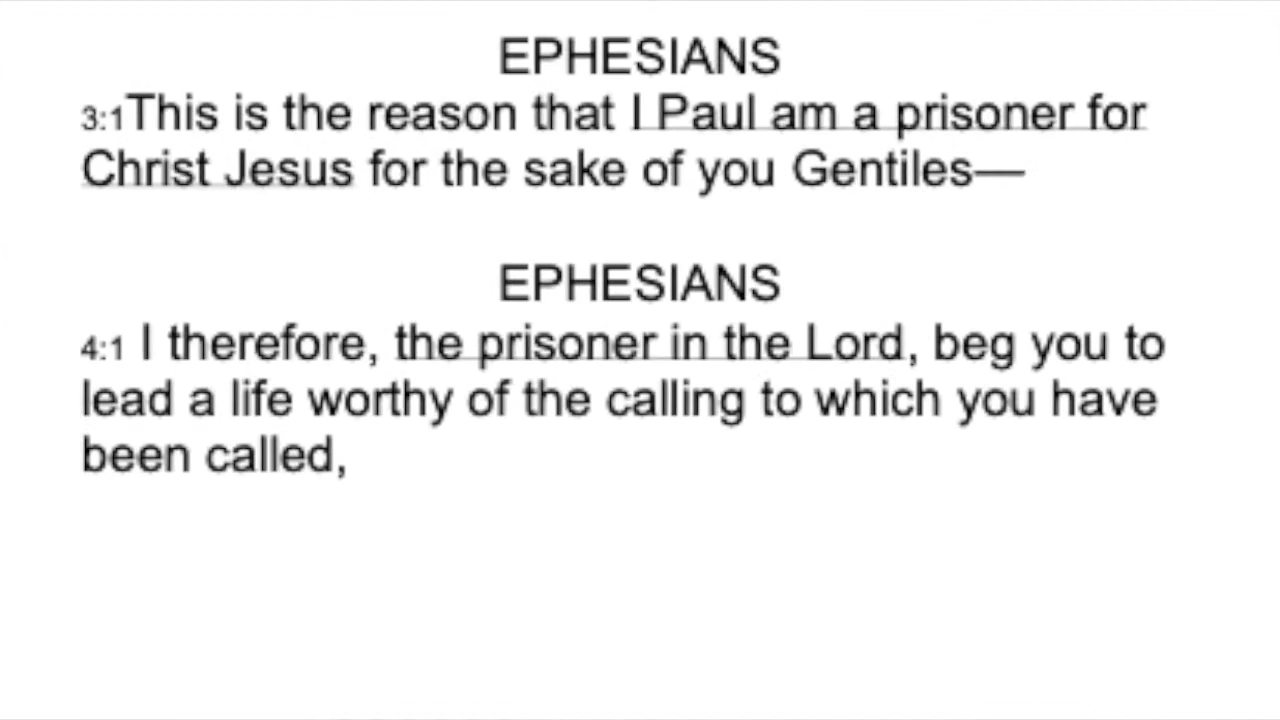 EPHESIANS
3:1This is the reason that I Paul am a prisoner for
Christ Jesus for the sake of you Gentiles—
EPHESIANS
4:1 I therefore, the prisoner in the Lord, beg you to
lead a life worthy of the calling to which you have
been called,